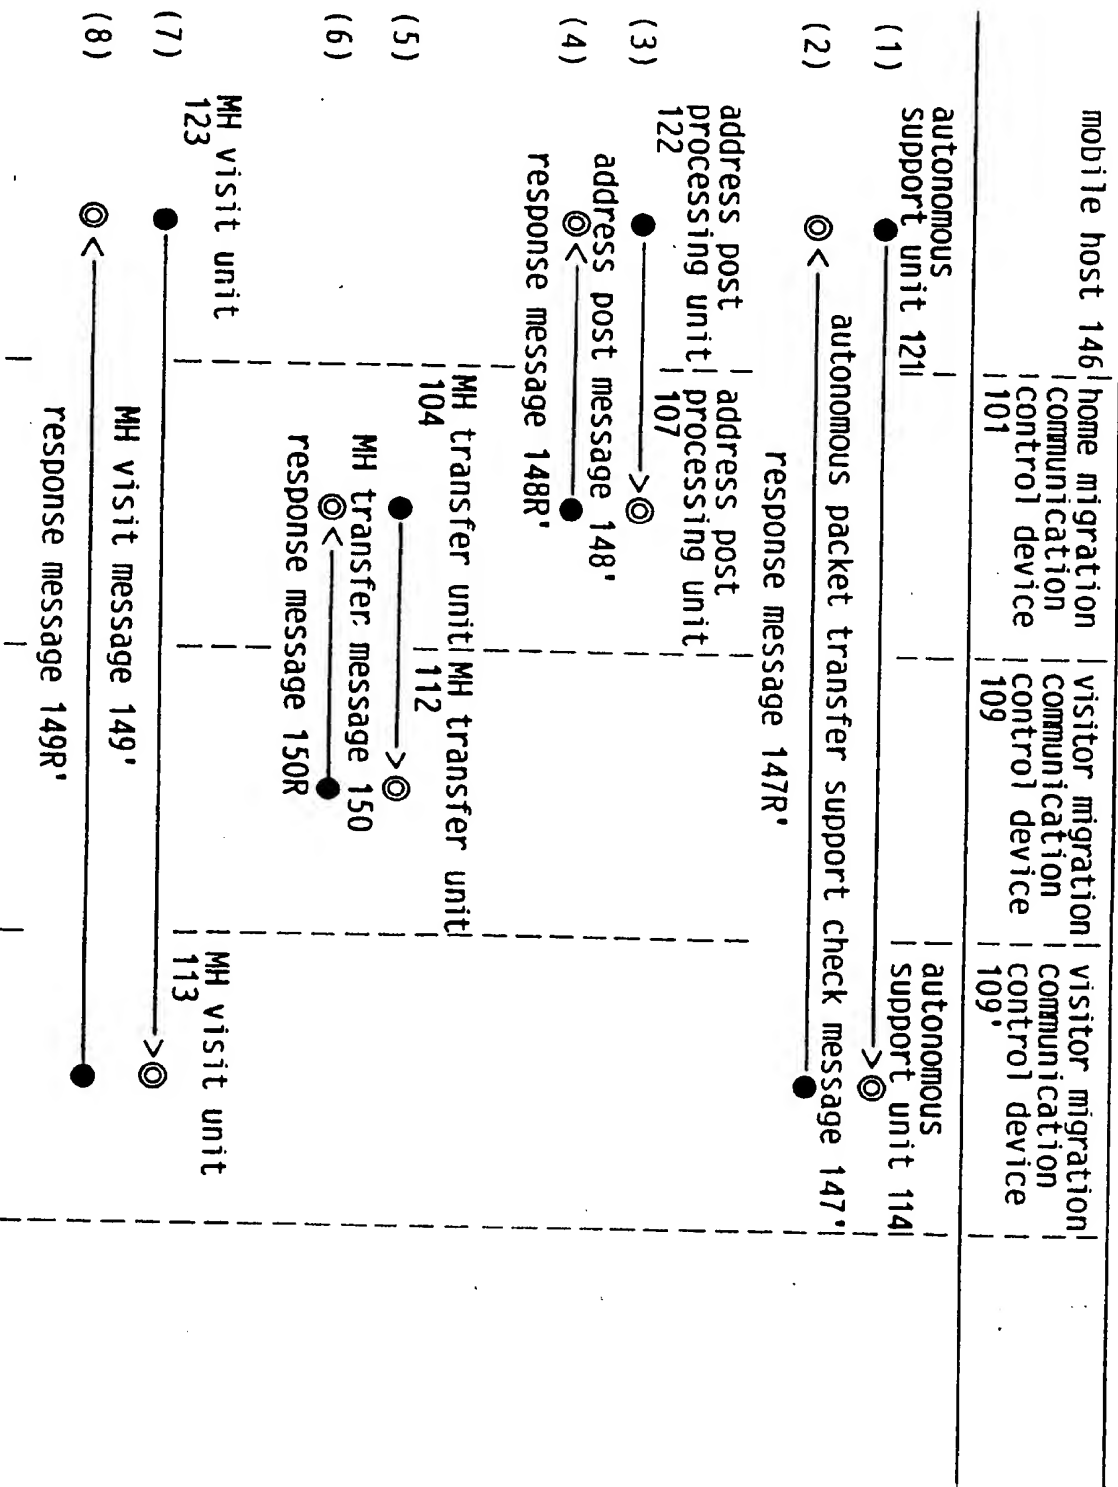 mobile host 146
home migration
communication
control device
101
visitor migration
communication
control device
109
visitor migration
communication
control device
109'
autonomous
support unit 121
autonomous
support unit 114
(1)
autonomous packet transfer support check message 147'
(2)
response message 147R'
address post
processing unit
122
address post
processing unit
107
(3)
address post message 148'
(4)
response message 148R'
MH transfer unit
104
MH transfer unit
112
(5)
MH transfer message 150
(6)
response message 150R
MH visit unit
123
MH visit unit
113
(7)
MH visit message 149'
(8)
response message 149R'